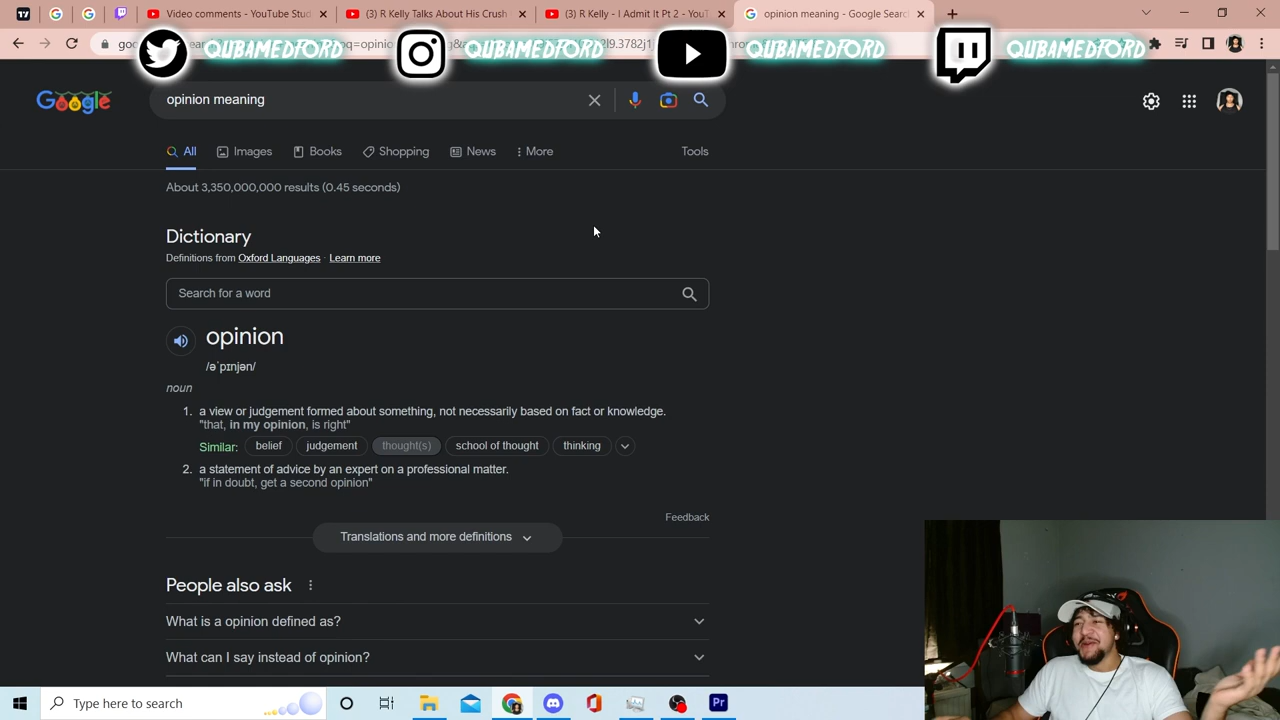 Video comments - YouTube Stud
(3) R Kelly Talks About His Crush
(3) R Kelly - I Admit It Pt 2 - YouT
opinion meaning - Google Search
QUBAMEDFORD
QUBAMEDFORD
QUBAMEDFORD
QUBAMEDFORD
Google
opinion meaning
All
Images
Books
Shopping
News
More
Tools
About 3,350,000,000 results (0.45 seconds)
Dictionary
Definitions from Oxford Languages · Learn more
Search for a word
opinion
/əˈpɪnjən/
noun
1. a view or judgement formed about something, not necessarily based on fact or knowledge.
"that, in my opinion, is right"
Similar: belief judgement thought(s) school of thought thinking
2. a statement of advice by an expert on a professional matter.
"if in doubt, get a second opinion"
Feedback
Translations and more definitions
People also ask
What is a opinion defined as?
What can I say instead of opinion?
Type here to search
Pr